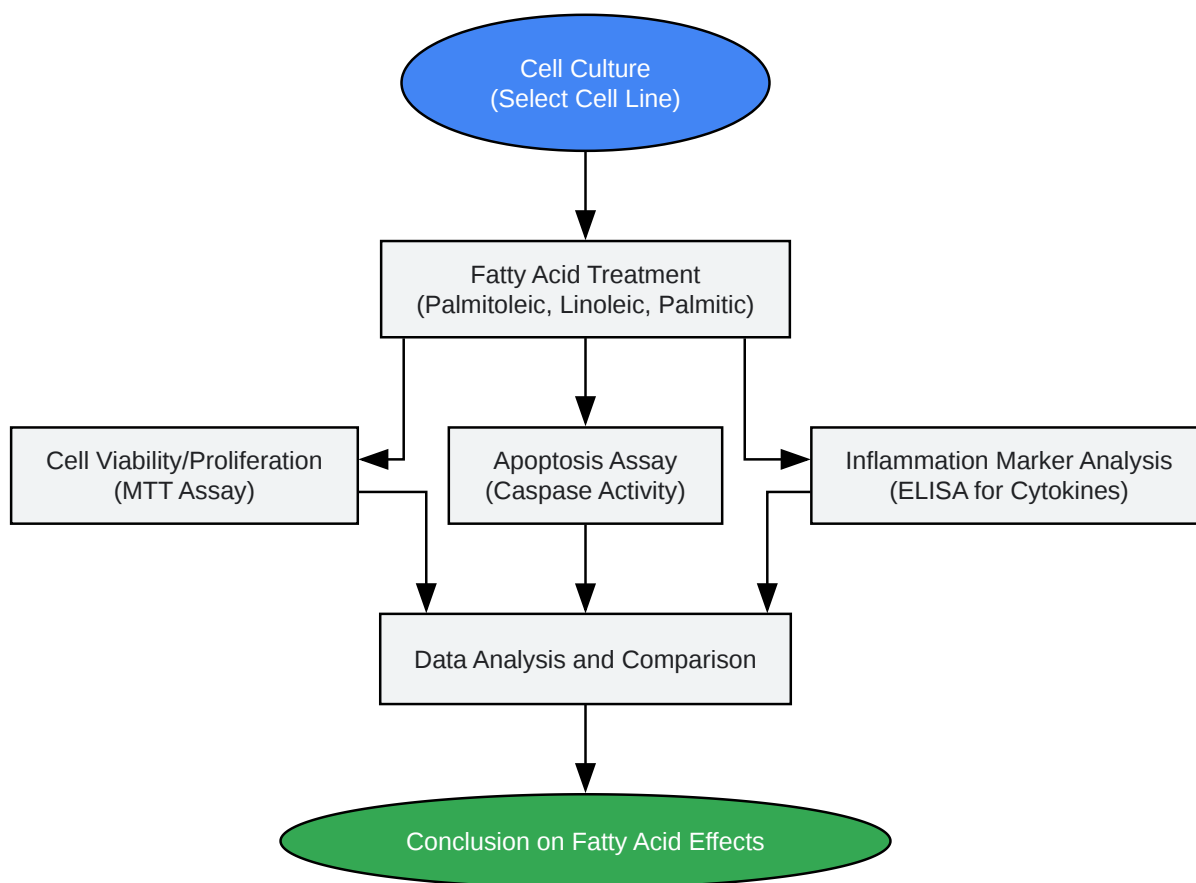 Cell Culture
(Select Cell Line)
Fatty Acid Treatment
(Palmitoleic, Linoleic, Palmitic)
Cell Viability/Proliferation
(MTT Assay)
Apoptosis Assay
(Caspase Activity)
Inflammation Marker Analysis
(ELISA for Cytokines)
Data Analysis and Comparison
Conclusion on Fatty Acid Effects